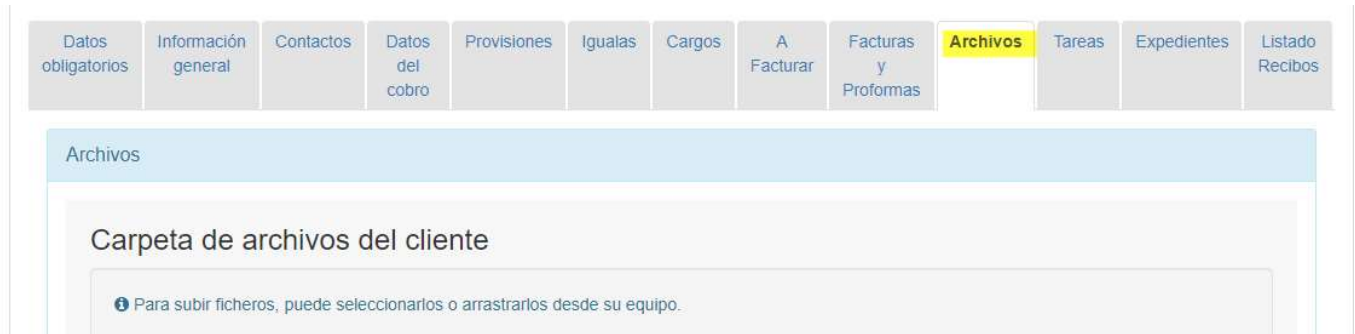 Datos obligatorios
Información general
Contactos
Datos del cobro
Provisiones
Igualas
Cargos
A Facturar
Facturas y Proformas
Archivos
Tareas
Expedientes
Listado Recibos
Archivos
Carpeta de archivos del cliente
Para subir ficheros, puede seleccionarlos o arrastrarlos desde su equipo.